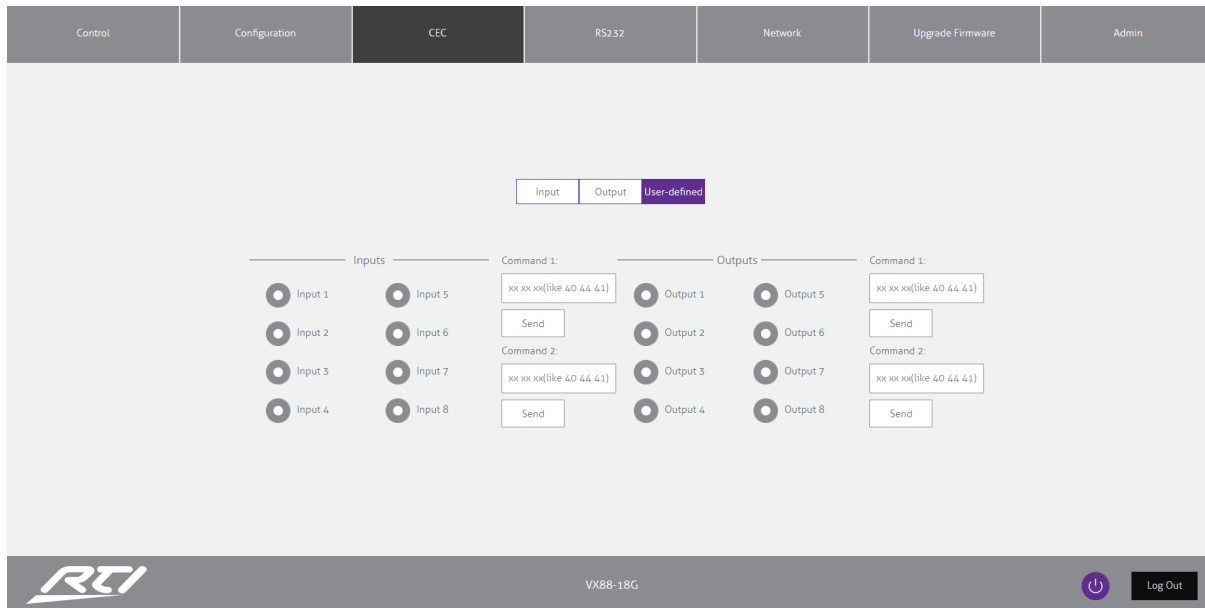 Control Configuration CEC RS232 Network Upgrade Firmware Admin
Input Output User-defined
Inputs
Input 1 Input 5
Input 2 Input 6
Input 3 Input 7
Input 4 Input 8
Command 1:
xx xx xx(like 40 44 41)
Send
Command 2:
xx xx xx(like 40 44 41)
Send
Outputs
Output 1 Output 5
Output 2 Output 6
Output 3 Output 7
Output 4 Output 8
Command 1:
xx xx xx(like 40 44 41)
Send
Command 2:
xx xx xx(like 40 44 41)
Send
RTI VX88-18G Log Out